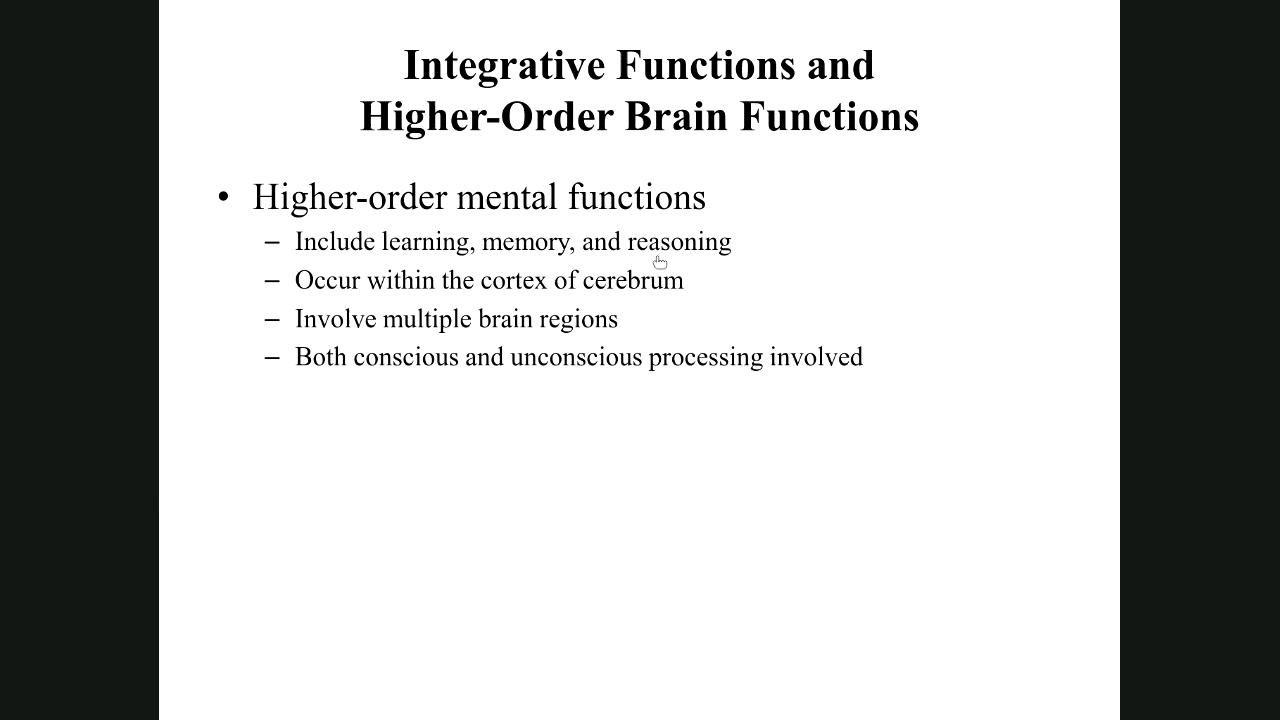 Integrative Functions and
Higher-Order Brain Functions
• Higher-order mental functions
– Include learning, memory, and reasoning
– Occur within the cortex of cerebrum
– Involve multiple brain regions
– Both conscious and unconscious processing involved